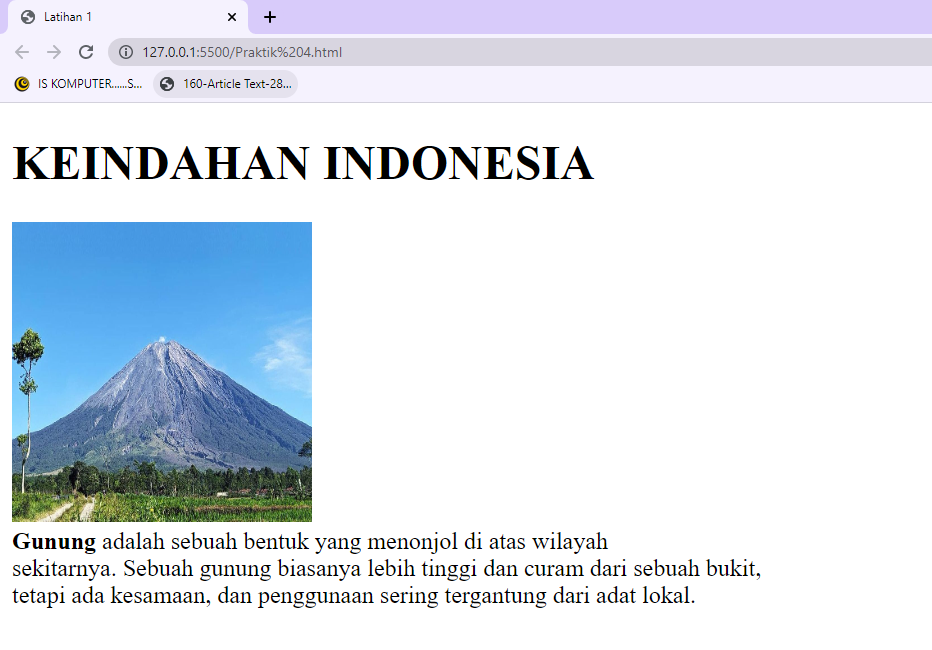 Latihan 1
127.0.0.1:5500/Praktik%204.html
IS KOMPUTER......S...
160-Article Text-28...
KEINDAHAN INDONESIA
Gunung adalah sebuah bentuk yang menonjol di atas wilayah
sekitarnya. Sebuah gunung biasanya lebih tinggi dan curam dari sebuah bukit,
tetapi ada kesamaan, dan penggunaan sering tergantung dari adat lokal.